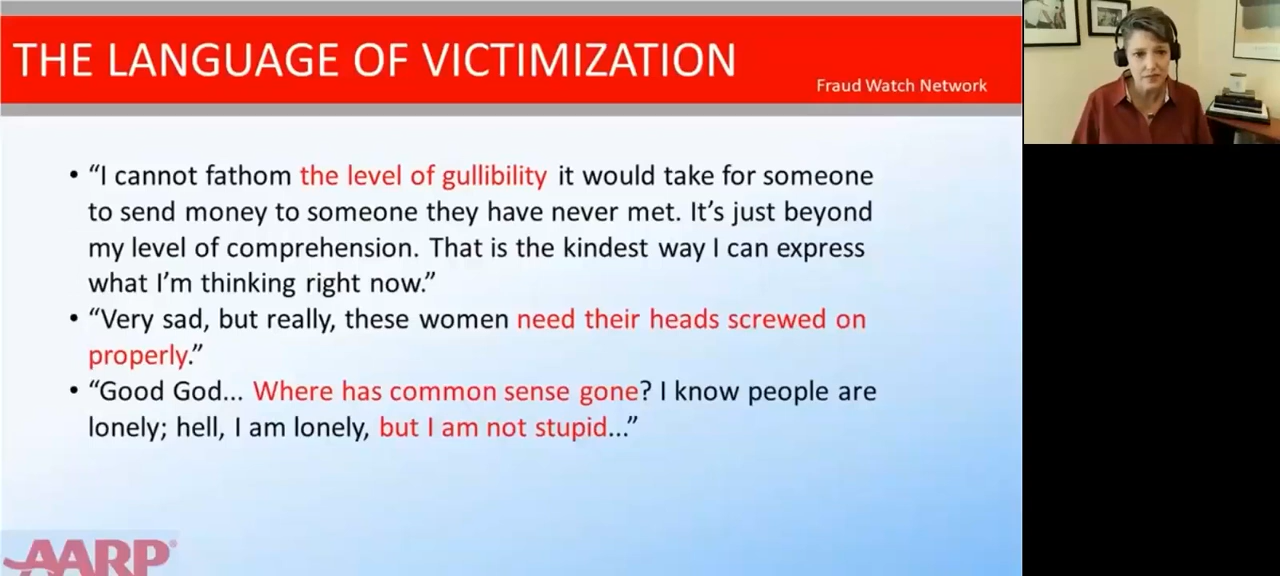 THE LANGUAGE OF VICTIMIZATION
Fraud Watch Network
• “I cannot fathom the level of gullibility it would take for someone
to send money to someone they have never met. It’s just beyond
my level of comprehension. That is the kindest way I can express
what I’m thinking right now.”
• “Very sad, but really, these women need their heads screwed on
properly.”
• “Good God... Where has common sense gone? I know people are
lonely; hell, I am lonely, but I am not stupid...”
AARP®